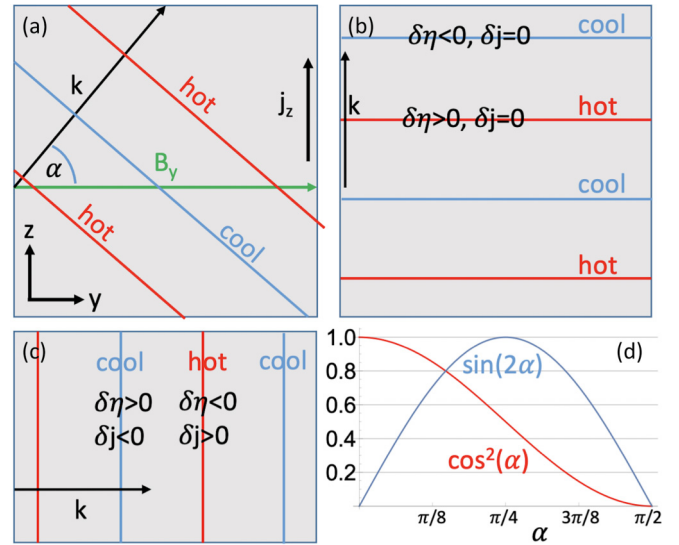 (a)
k
hot
j_z
α
B_y
hot
cool
z
y
(b)
cool
δη<0, δj=0
k
hot
δη>0, δj=0
cool
hot
(c)
cool
hot
cool
δη>0
δη<0
δj<0
δj>0
k
(d)
1.0
0.8
0.6
0.4
0.2
sin(2α)
cos²(α)
π/8
π/4
3π/8
π/2
α